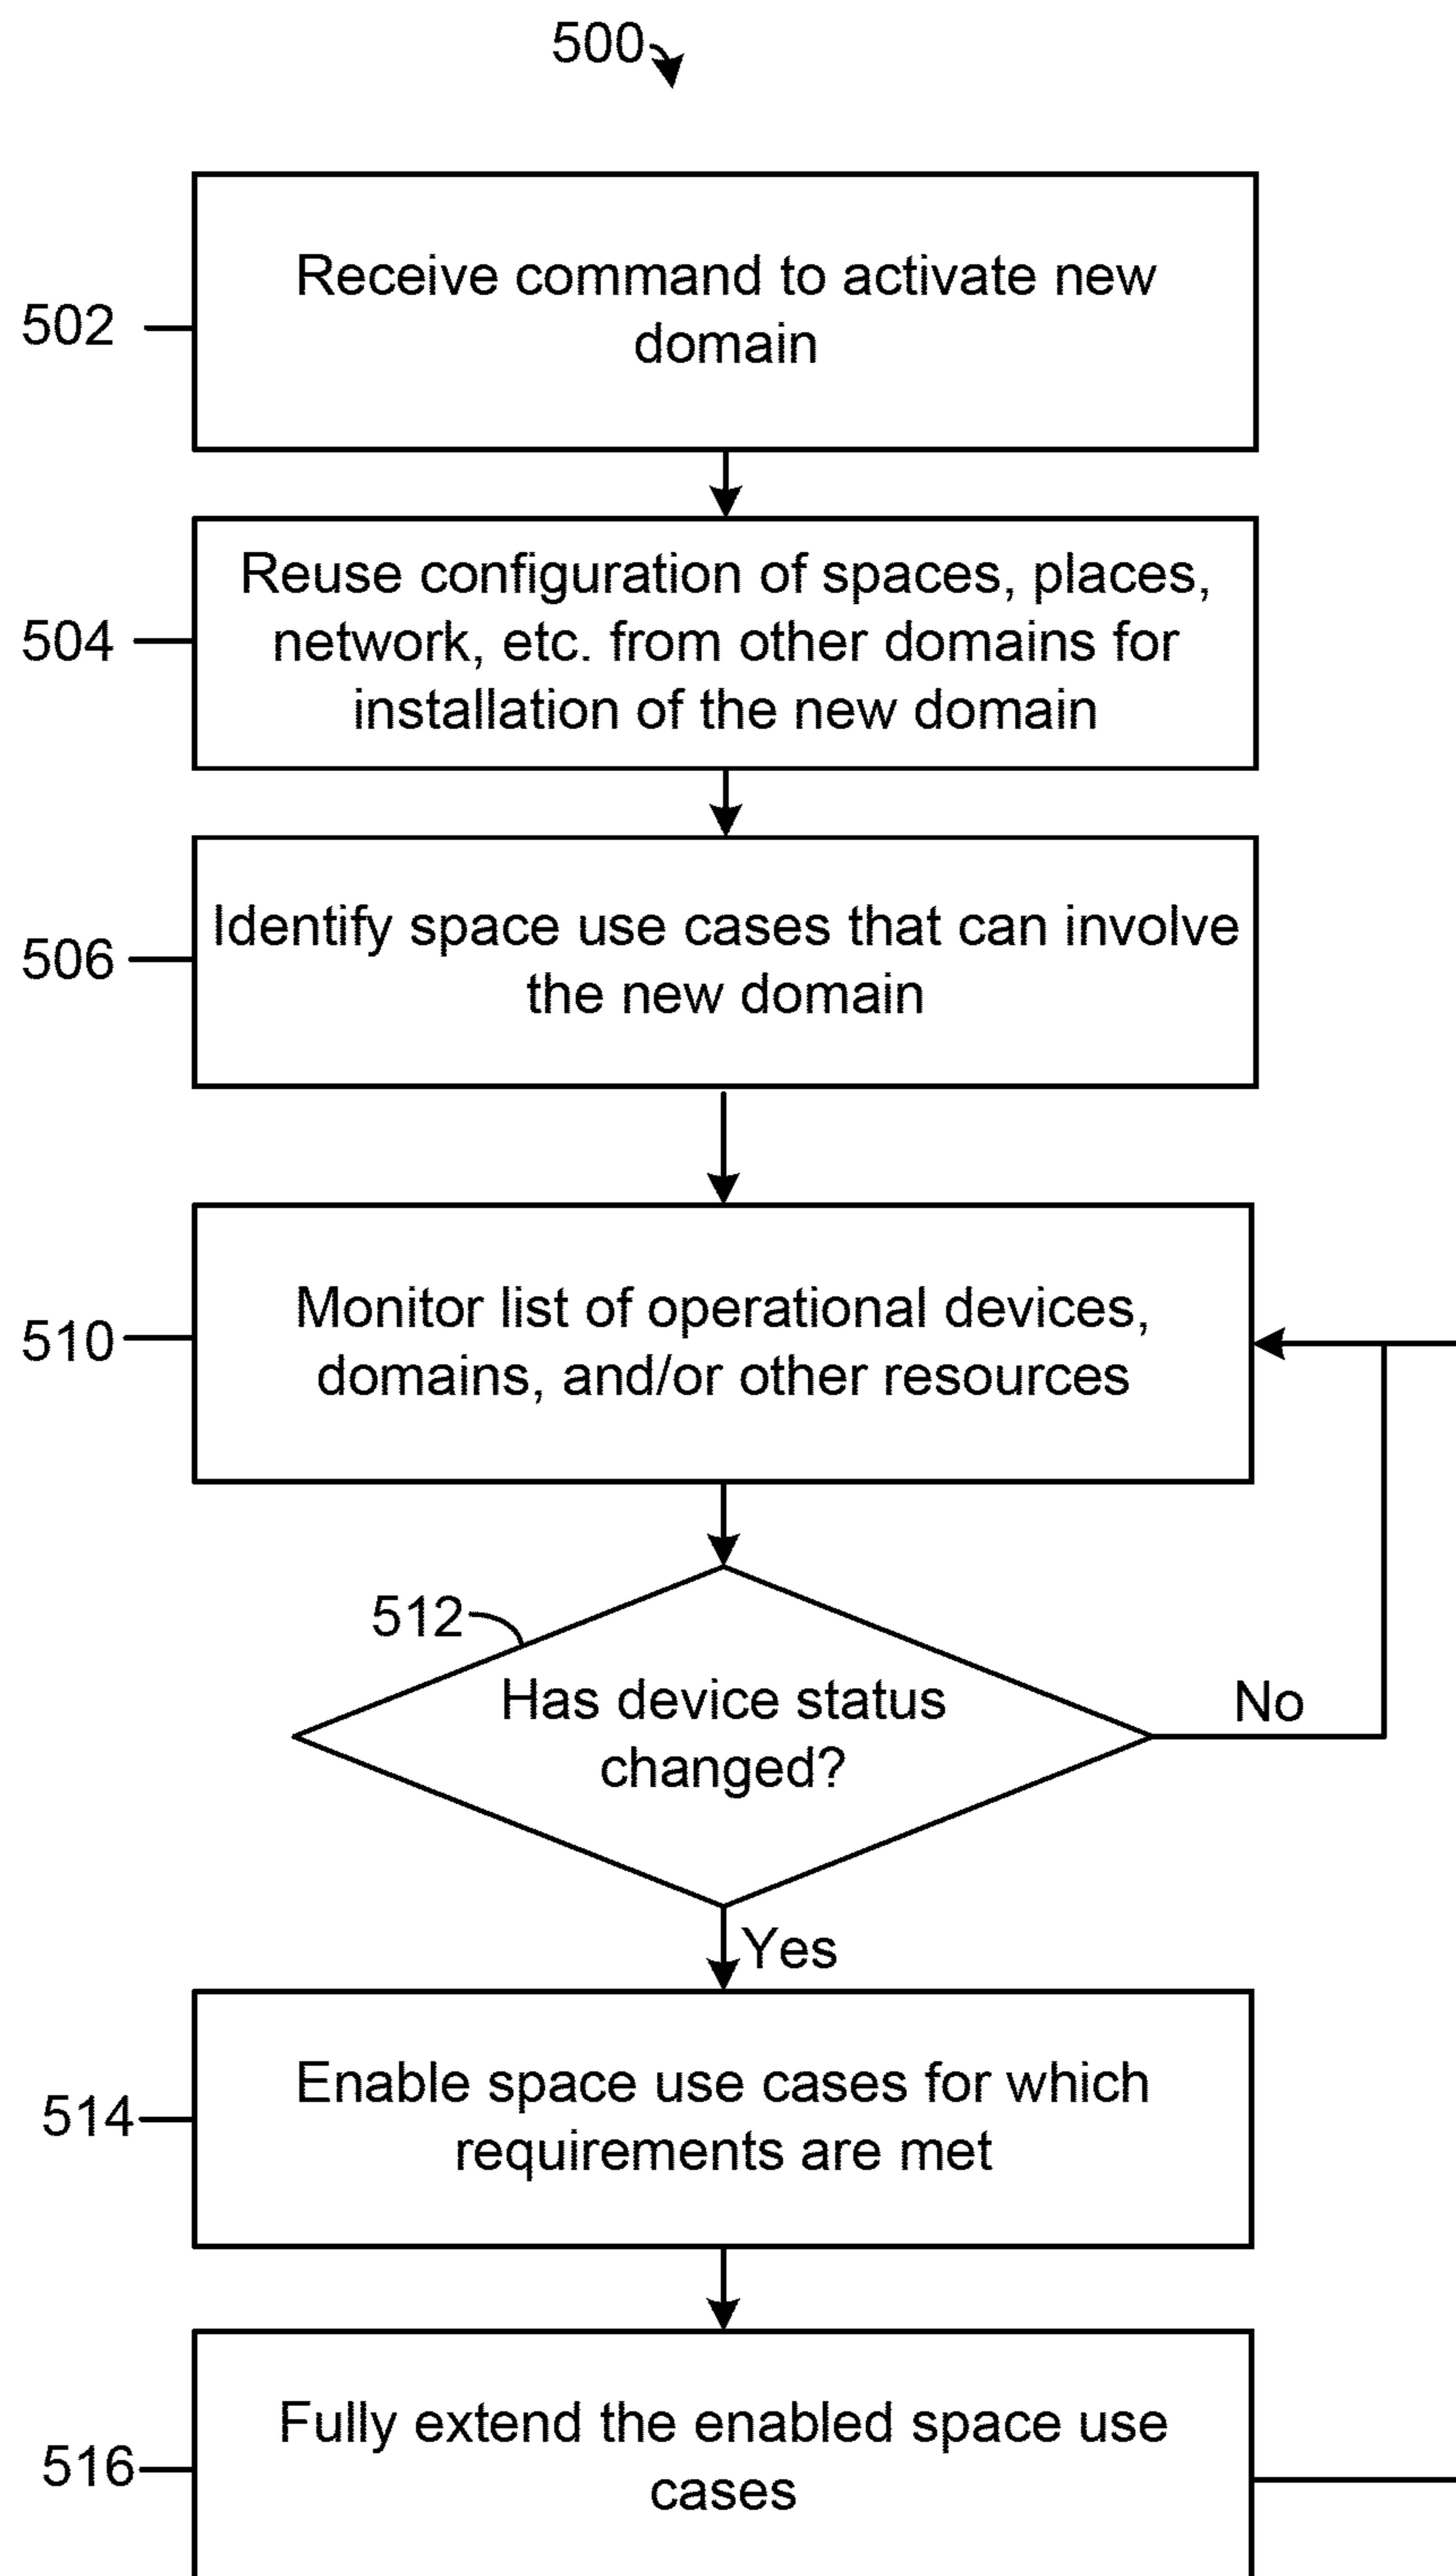 500
502
Receive command to activate new
domain
504
Reuse configuration of spaces, places,
network, etc. from other domains for
installation of the new domain
506
Identify space use cases that can involve
the new domain
510
Monitor list of operational devices,
domains, and/or other resources
512
Has device status
changed?
No
Yes
514
Enable space use cases for which
requirements are met
516
Fully extend the enabled space use
cases